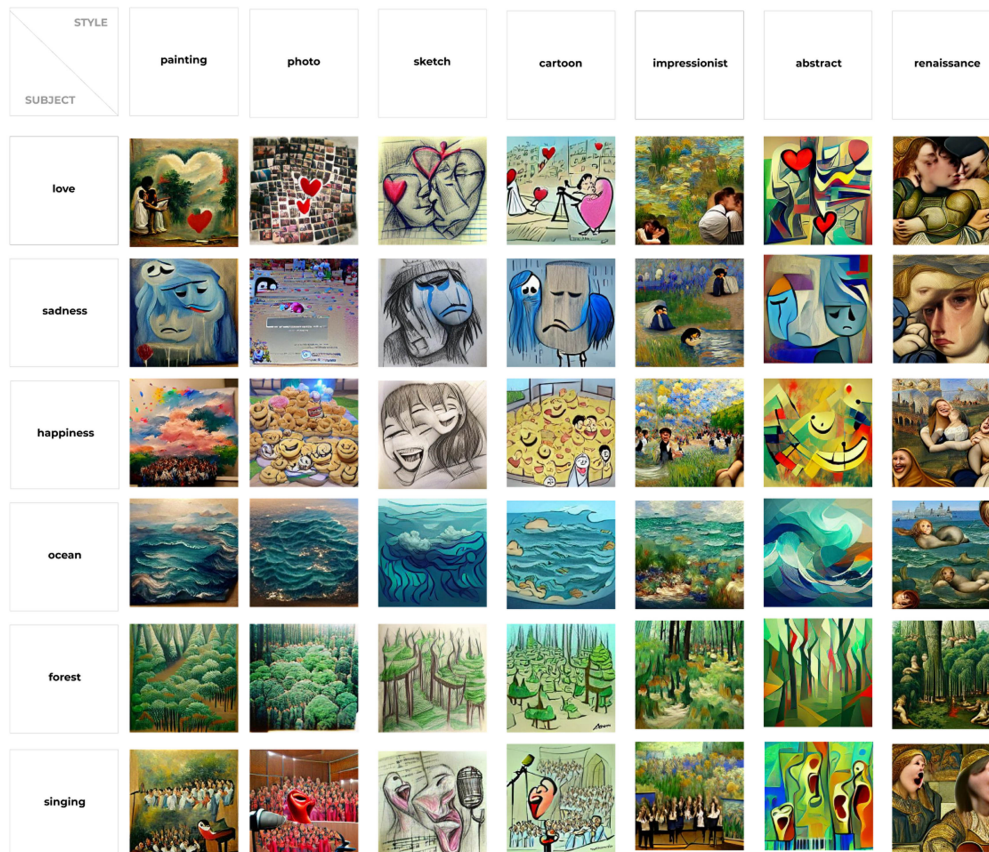 STYLE
SUBJECT
painting
photo
sketch
cartoon
impressionist
abstract
renaissance
love
sadness
happiness
ocean
forest
singing